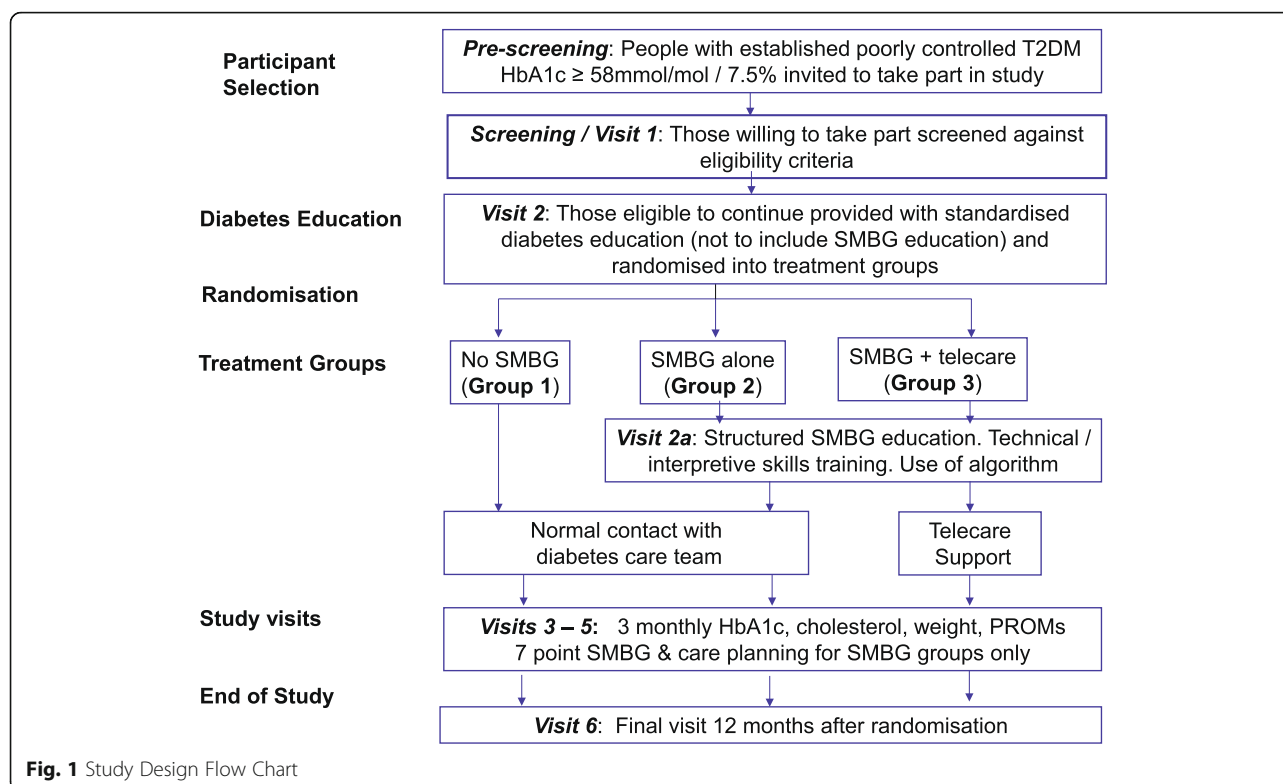 Participant
Selection
Pre-screening: People with established poorly controlled T2DM
HbA1c ≥ 58mmol/mol / 7.5% invited to take part in study
Screening / Visit 1: Those willing to take part screened against
eligibility criteria
Diabetes Education
Visit 2: Those eligible to continue provided with standardised
diabetes education (not to include SMBG education) and
randomised into treatment groups
Randomisation
Treatment Groups
No SMBG
(Group 1)
SMBG alone
(Group 2)
SMBG + telecare
(Group 3)
Visit 2a: Structured SMBG education. Technical /
interpretive skills training. Use of algorithm
Normal contact with
diabetes care team
Telecare
Support
Study visits
Visits 3 – 5: 3 monthly HbA1c, cholesterol, weight, PROMs
7 point SMBG & care planning for SMBG groups only
End of Study
Visit 6: Final visit 12 months after randomisation
Fig. 1 Study Design Flow Chart